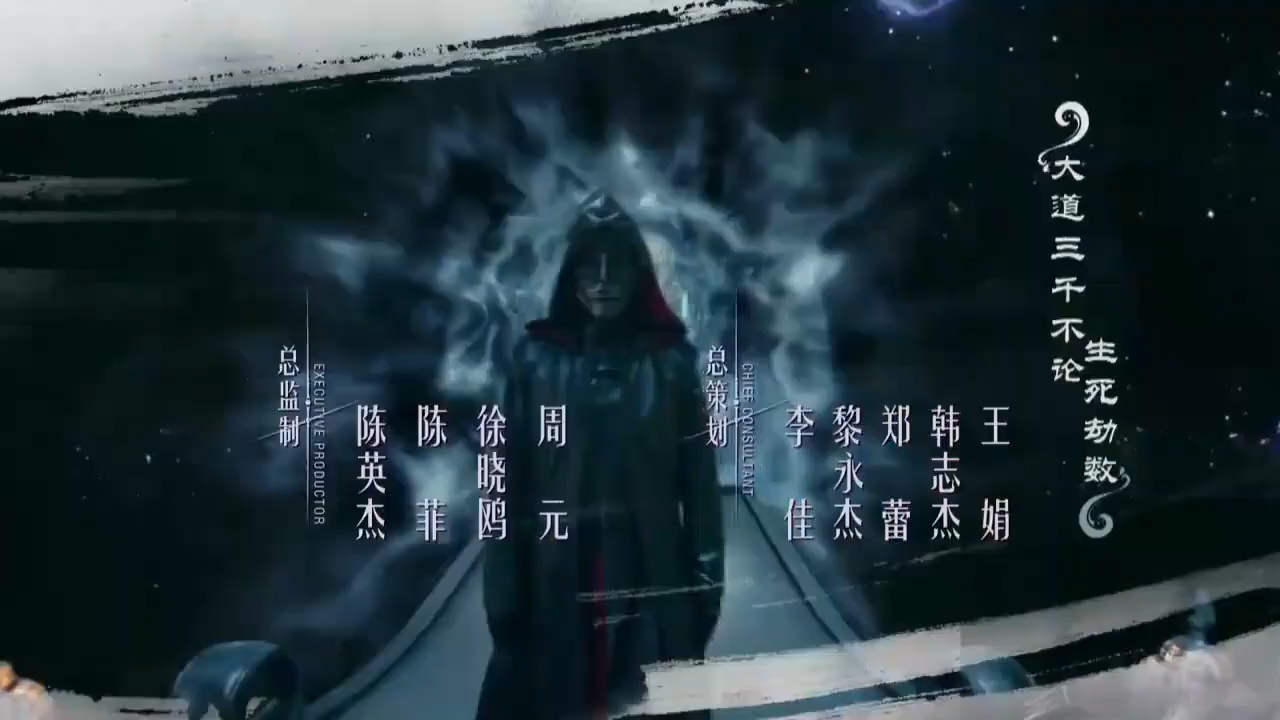 大道三千不论
生死劫数
总策划
CHIEF CONSULTANT
李佳
黎永杰
郑蕾
韩志杰
王娟
总监制
EXECUTIVE PRODUCTOR
陈英杰
陈菲
徐晓鸥
周元